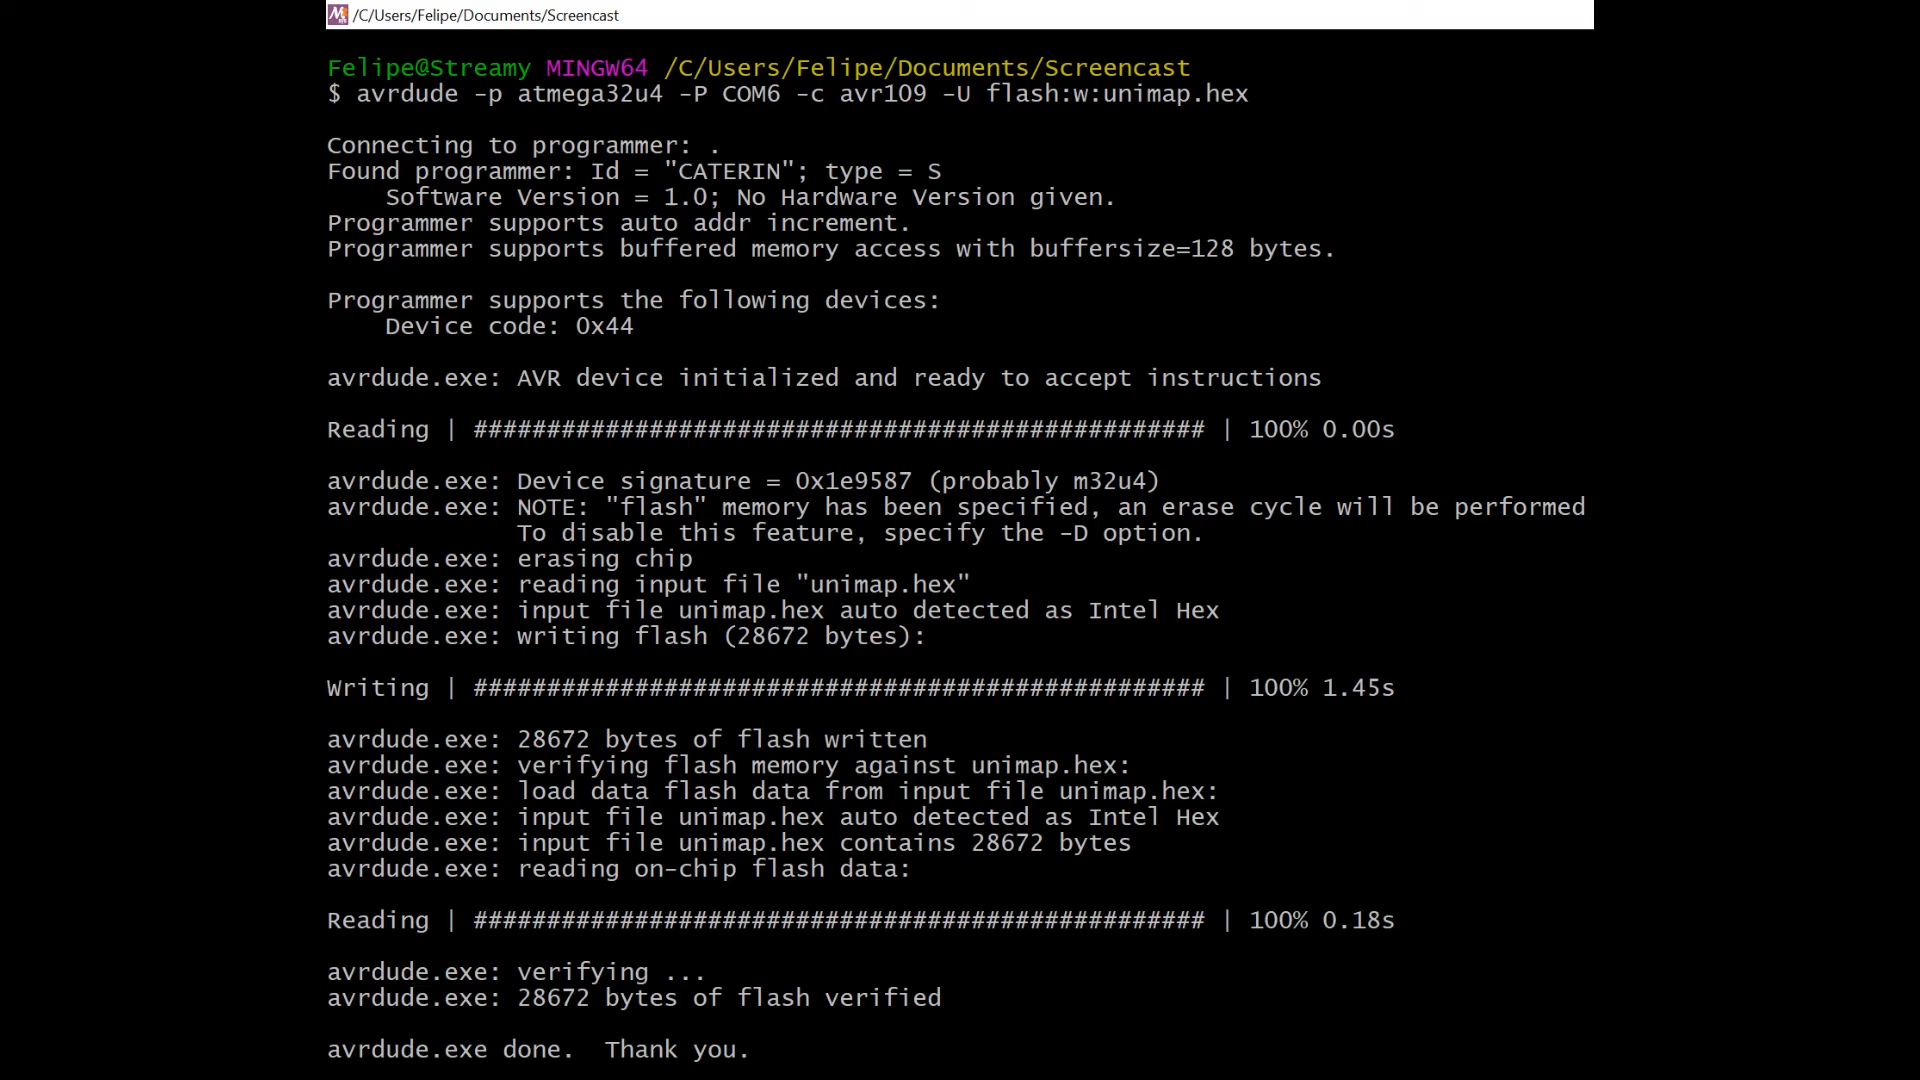 /C/Users/Felipe/Documents/Screencast
Felipe@Streamy MINGW64 /C/Users/Felipe/Documents/Screencast
$ avrdude -p atmega32u4 -P COM6 -c avr109 -U flash:w:unimap.hex
Connecting to programmer: .
Found programmer: Id = "CATERIN"; type = S
    Software Version = 1.0; No Hardware Version given.
Programmer supports auto addr increment.
Programmer supports buffered memory access with buffersize=128 bytes.
Programmer supports the following devices:
    Device code: 0x44
avrdude.exe: AVR device initialized and ready to accept instructions
Reading | ################################################## | 100% 0.00s
avrdude.exe: Device signature = 0x1e9587 (probably m32u4)
avrdude.exe: NOTE: "flash" memory has been specified, an erase cycle will be performed
             To disable this feature, specify the -D option.
avrdude.exe: erasing chip
avrdude.exe: reading input file "unimap.hex"
avrdude.exe: input file unimap.hex auto detected as Intel Hex
avrdude.exe: writing flash (28672 bytes):
Writing | ################################################## | 100% 1.45s
avrdude.exe: 28672 bytes of flash written
avrdude.exe: verifying flash memory against unimap.hex:
avrdude.exe: load data flash data from input file unimap.hex:
avrdude.exe: input file unimap.hex auto detected as Intel Hex
avrdude.exe: input file unimap.hex contains 28672 bytes
avrdude.exe: reading on-chip flash data:
Reading | ################################################## | 100% 0.18s
avrdude.exe: verifying ...
avrdude.exe: 28672 bytes of flash verified
avrdude.exe done.  Thank you.